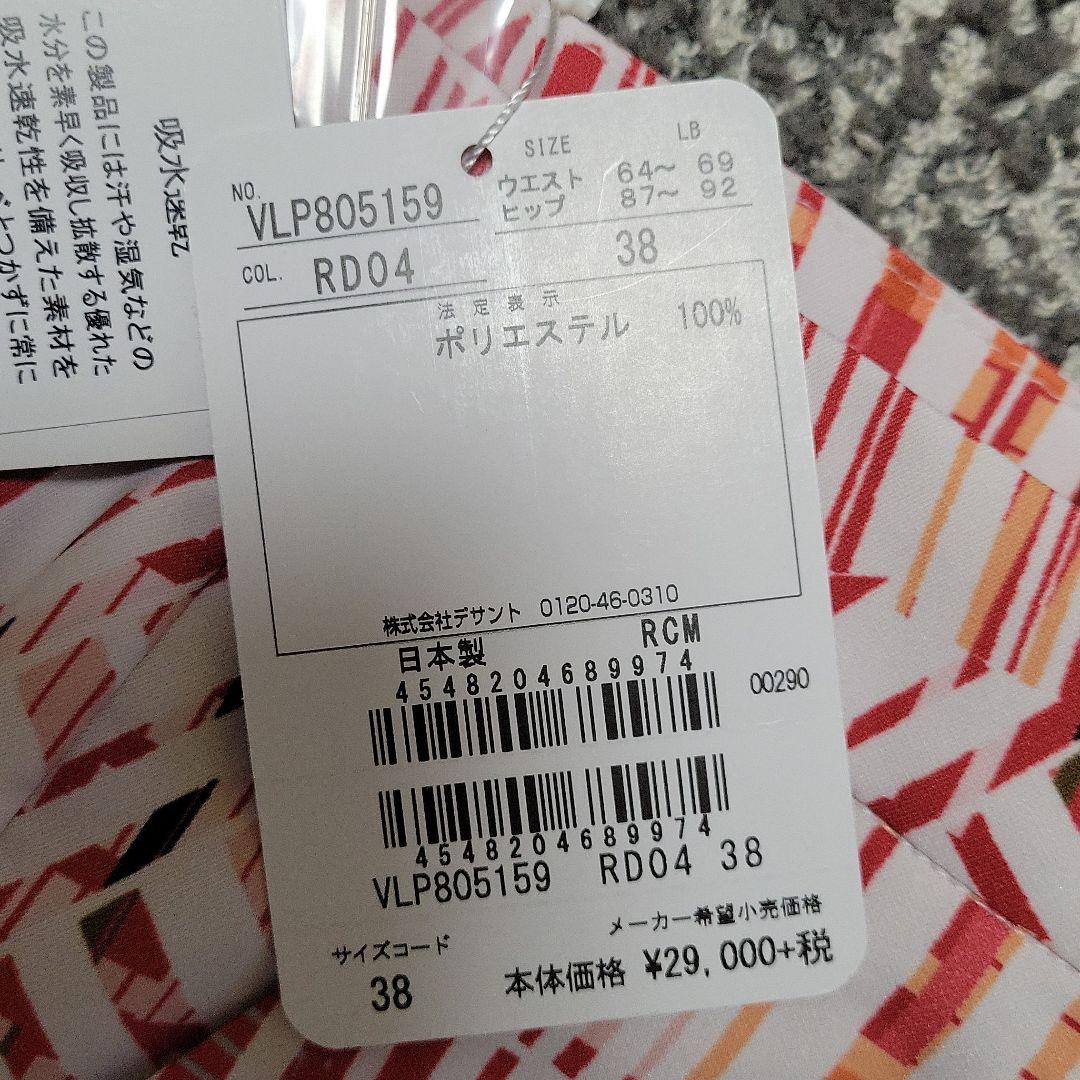 吸水速乾
この製品には汗や湿気などの
水分を素早く吸収し拡散する優れた
吸水速乾性を備えた素材を
つかずに常に
NO. VLP805159
COL. RD04
SIZE LB
ウエスト 64～ 69
ヒップ 87～ 92
38
法定表示
ポリエステル 100%
株式会社デサント 0120-46-0310
日本製 RCM
4548204689974
00290
4548204689974
VLP805159 RD04 38
サイズコード
38
メーカー希望小売価格
本体価格 ¥29,000+税